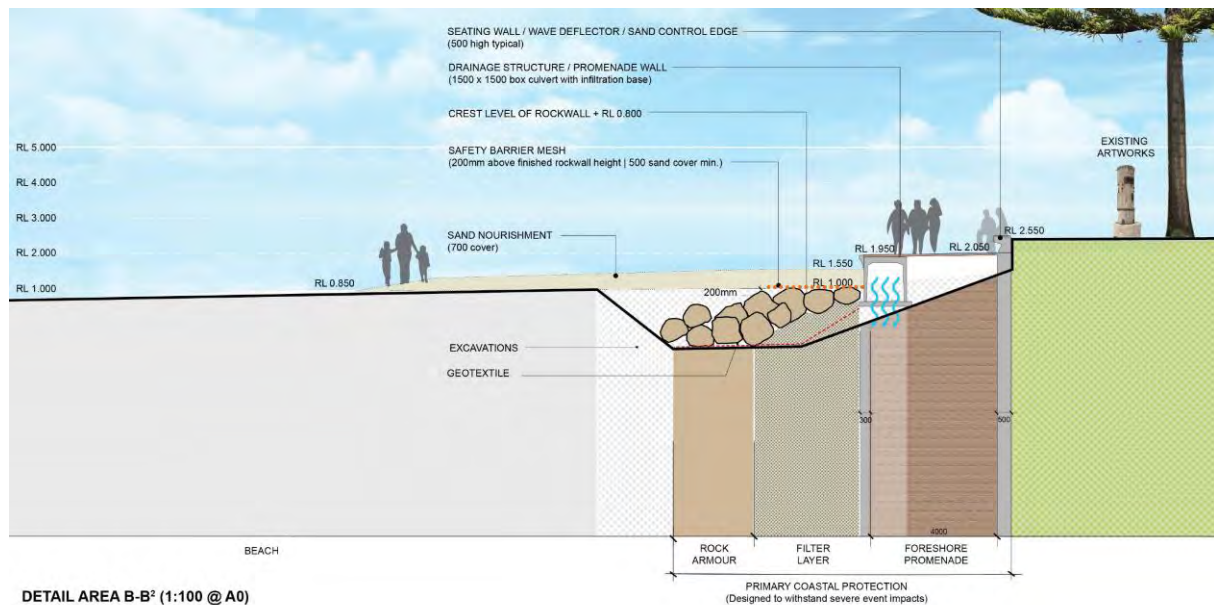 SEATING WALL / WAVE DEFLECTOR / SAND CONTROL EDGE
(500 high typical)
DRAINAGE STRUCTURE / PROMENADE WALL
(1500 x 1500 box culvert with infiltration base)
CREST LEVEL OF ROCKWALL + RL 0.800
SAFETY BARRIER MESH
(200mm above finished rockwall height | 500 sand cover min.)
SAND NOURISHMENT
(700 cover)
EXISTING
ARTWORKS
RL 5.000
RL 4.000
RL 3.000
RL 2.000
RL 1.000
RL 0.850
RL 2.550
RL 1.950
RL 2.050
RL 1.550
RL 1.000
200mm
EXCAVATIONS
GEOTEXTILE
300
500
4000
BEACH
ROCK
ARMOUR
FILTER
LAYER
FORESHORE
PROMENADE
PRIMARY COASTAL PROTECTION
(Designed to withstand severe event impacts)
DETAIL AREA B-B² (1:100 @ A0)